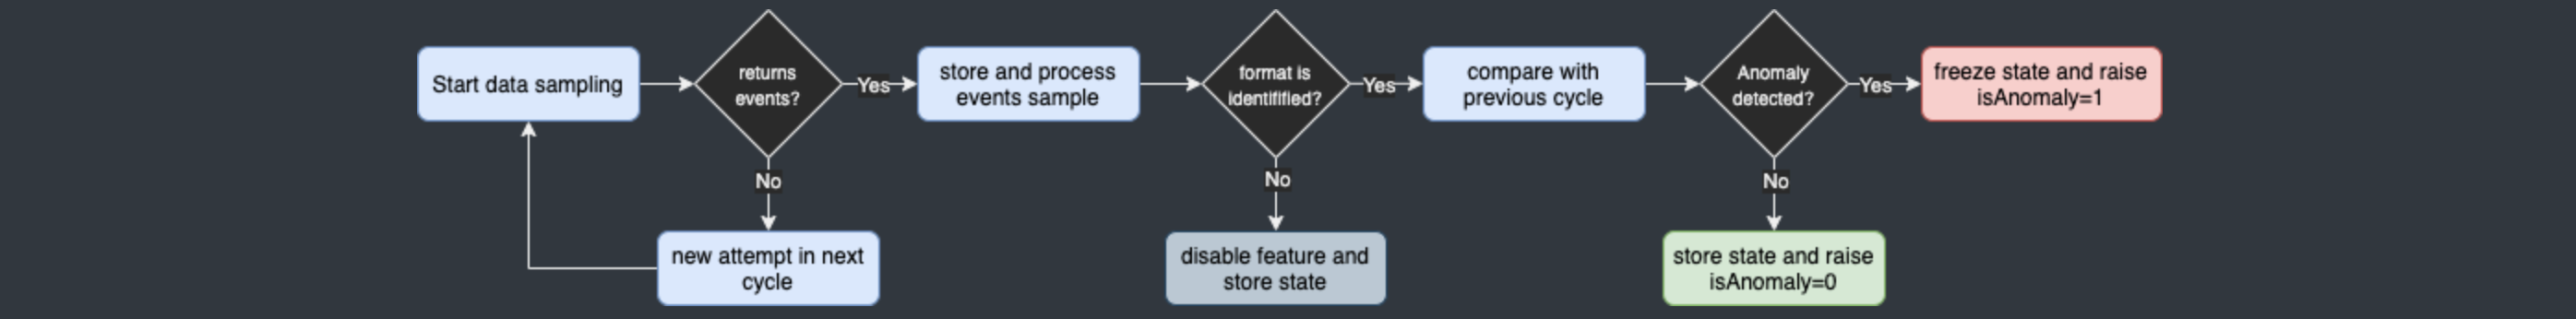 Start data sampling
returns
events?
Yes
store and process
events sample
format is
identifified?
Yes
compare with
previous cycle
Anomaly
detected?
Yes
freeze state and raise
isAnomaly=1
No
No
No
new attempt in next
cycle
disable feature and
store state
store state and raise
isAnomaly=0